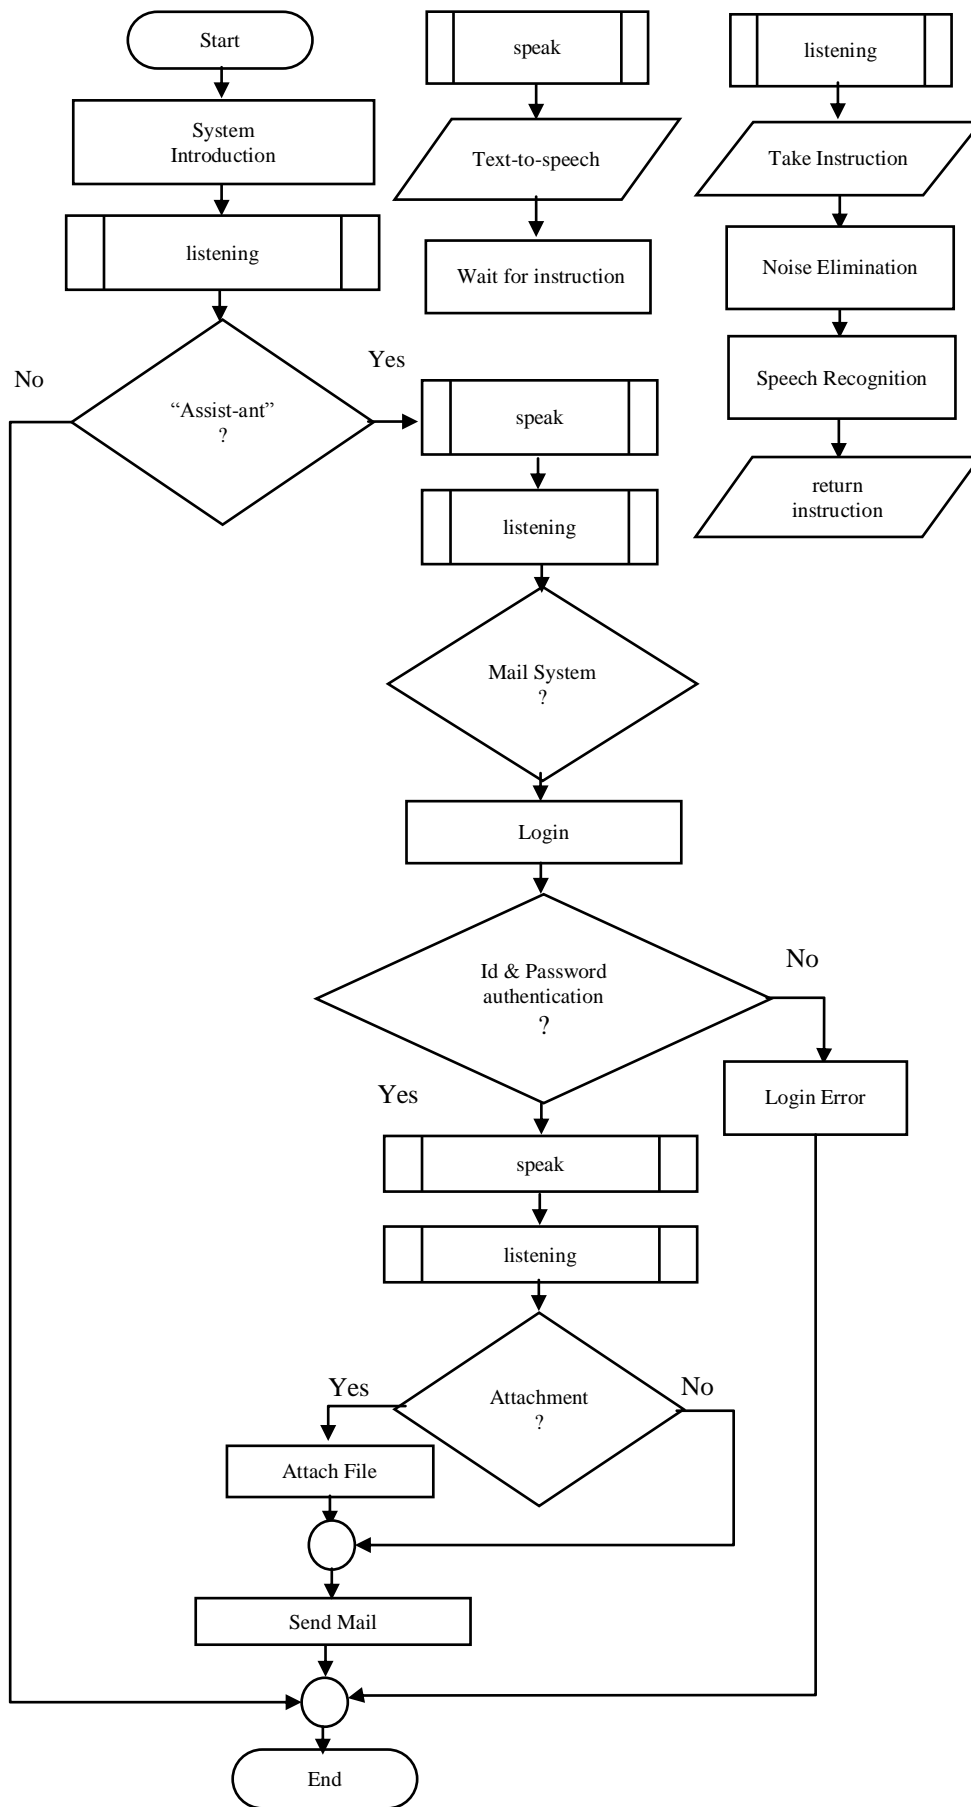 Start
System
Introduction
listening
“Assist-ant”
?
No
Yes
speak
listening
Mail System
?
Login
Id & Password
authentication
?
No
Login Error
Yes
speak
listening
Attachment
?
Yes
No
Attach File
Send Mail
End
speak
Text-to-speech
Wait for instruction
listening
Take Instruction
Noise Elimination
Speech Recognition
return
instruction